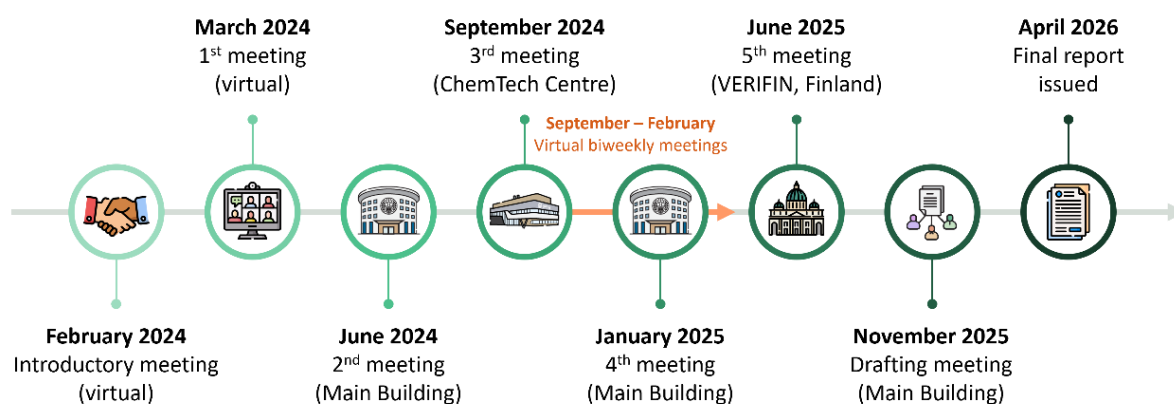 March 2024
1st meeting
(virtual)
September 2024
3rd meeting
(ChemTech Centre)
June 2025
5th meeting
(VERIFIN, Finland)
April 2026
Final report
issued
September – February
Virtual biweekly meetings
February 2024
Introductory meeting
(virtual)
June 2024
2nd meeting
(Main Building)
January 2025
4th meeting
(Main Building)
November 2025
Drafting meeting
(Main Building)